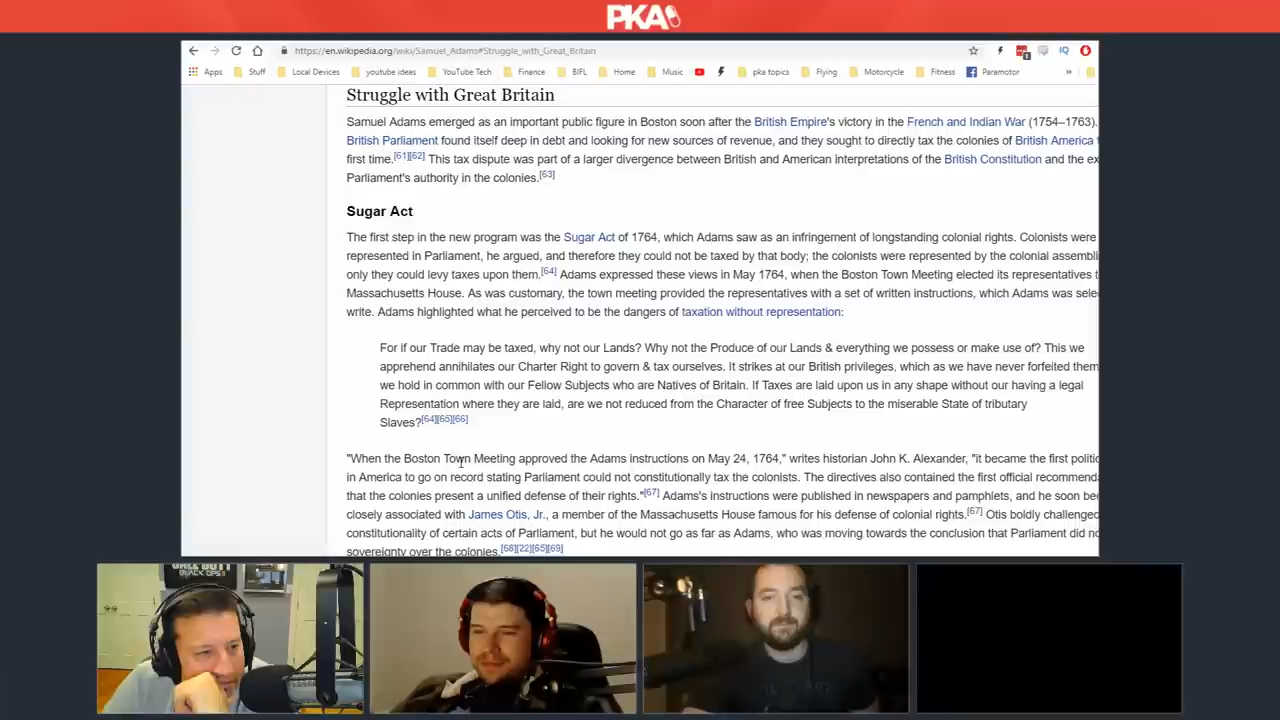 PKA
https://en.wikipedia.org/wiki/Samuel_Adams#Struggle_with_Great_Britain
IQ
Apps Stuff Local Devices youtube ideas YouTube Tech Finance BIFL Home Music pka topics Flying Motorcycle Fitness Paramotor »
Struggle with Great Britain
Samuel Adams emerged as an important public figure in Boston soon after the British Empire's victory in the French and Indian War (1754–1763).
British Parliament found itself deep in debt and looking for new sources of revenue, and they sought to directly tax the colonies of British America t
first time.[61][62] This tax dispute was part of a larger divergence between British and American interpretations of the British Constitution and the ex
Parliament's authority in the colonies.[63]
Sugar Act
The first step in the new program was the Sugar Act of 1764, which Adams saw as an infringement of longstanding colonial rights. Colonists were
represented in Parliament, he argued, and therefore they could not be taxed by that body; the colonists were represented by the colonial assembli
only they could levy taxes upon them.[64] Adams expressed these views in May 1764, when the Boston Town Meeting elected its representatives t
Massachusetts House. As was customary, the town meeting provided the representatives with a set of written instructions, which Adams was sele
write. Adams highlighted what he perceived to be the dangers of taxation without representation:
For if our Trade may be taxed, why not our Lands? Why not the Produce of our Lands & everything we possess or make use of? This we
apprehend annihilates our Charter Right to govern & tax ourselves. It strikes at our British privileges, which as we have never forfeited them
we hold in common with our Fellow Subjects who are Natives of Britain. If Taxes are laid upon us in any shape without our having a legal
Representation where they are laid, are we not reduced from the Character of free Subjects to the miserable State of tributary
Slaves?[64][65][66]
"When the Boston Town Meeting approved the Adams instructions on May 24, 1764," writes historian John K. Alexander, "it became the first politic
in America to go on record stating Parliament could not constitutionally tax the colonists. The directives also contained the first official recommenda
that the colonies present a unified defense of their rights."[67] Adams's instructions were published in newspapers and pamphlets, and he soon bec
closely associated with James Otis, Jr., a member of the Massachusetts House famous for his defense of colonial rights.[67] Otis boldly challenged
constitutionality of certain acts of Parliament, but he would not go as far as Adams, who was moving towards the conclusion that Parliament did no
sovereignty over the colonies.[68][22][65][69]
CALL OF DUTY
BLACK OPS II